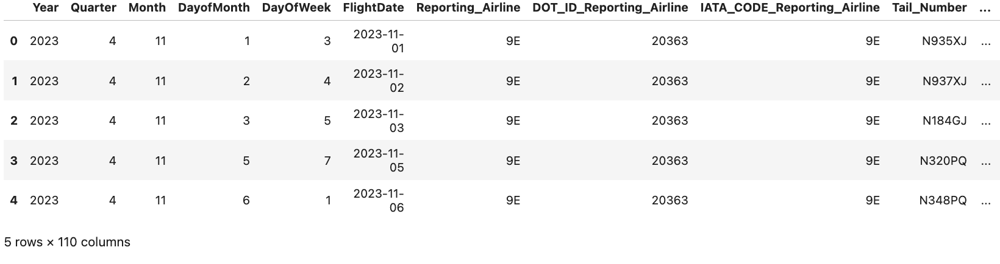 Year Quarter Month DayofMonth DayOfWeek FlightDate Reporting_Airline DOT_ID_Reporting_Airline IATA_CODE_Reporting_Airline Tail_Number ...
0 2023 4 11 1 3 2023-11-01 9E 20363 9E N935XJ ...
1 2023 4 11 2 4 2023-11-02 9E 20363 9E N937XJ ...
2 2023 4 11 3 5 2023-11-03 9E 20363 9E N184GJ ...
3 2023 4 11 5 7 2023-11-05 9E 20363 9E N320PQ ...
4 2023 4 11 6 1 2023-11-06 9E 20363 9E N348PQ ...
5 rows × 110 columns